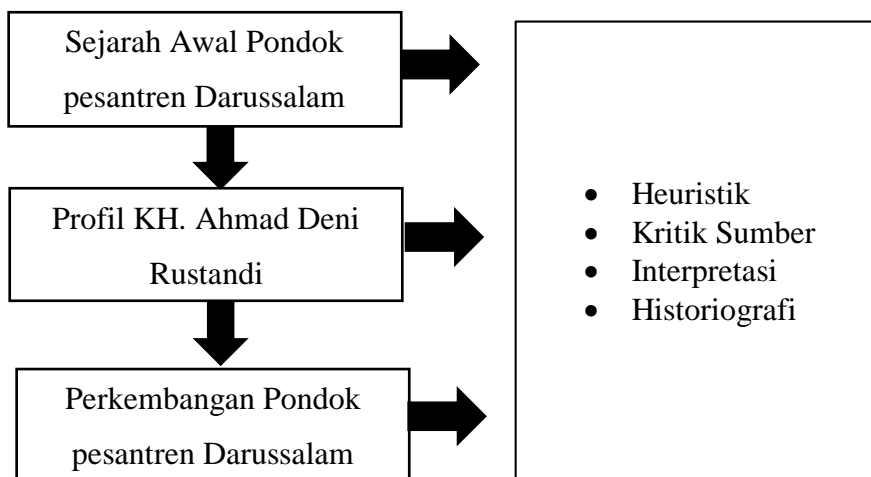 Sejarah Awal Pondok
pesantren Darussalam
Profil KH. Ahmad Deni
Rustandi
Perkembangan Pondok
pesantren Darussalam
• Heuristik
• Kritik Sumber
• Interpretasi
• Historiografi